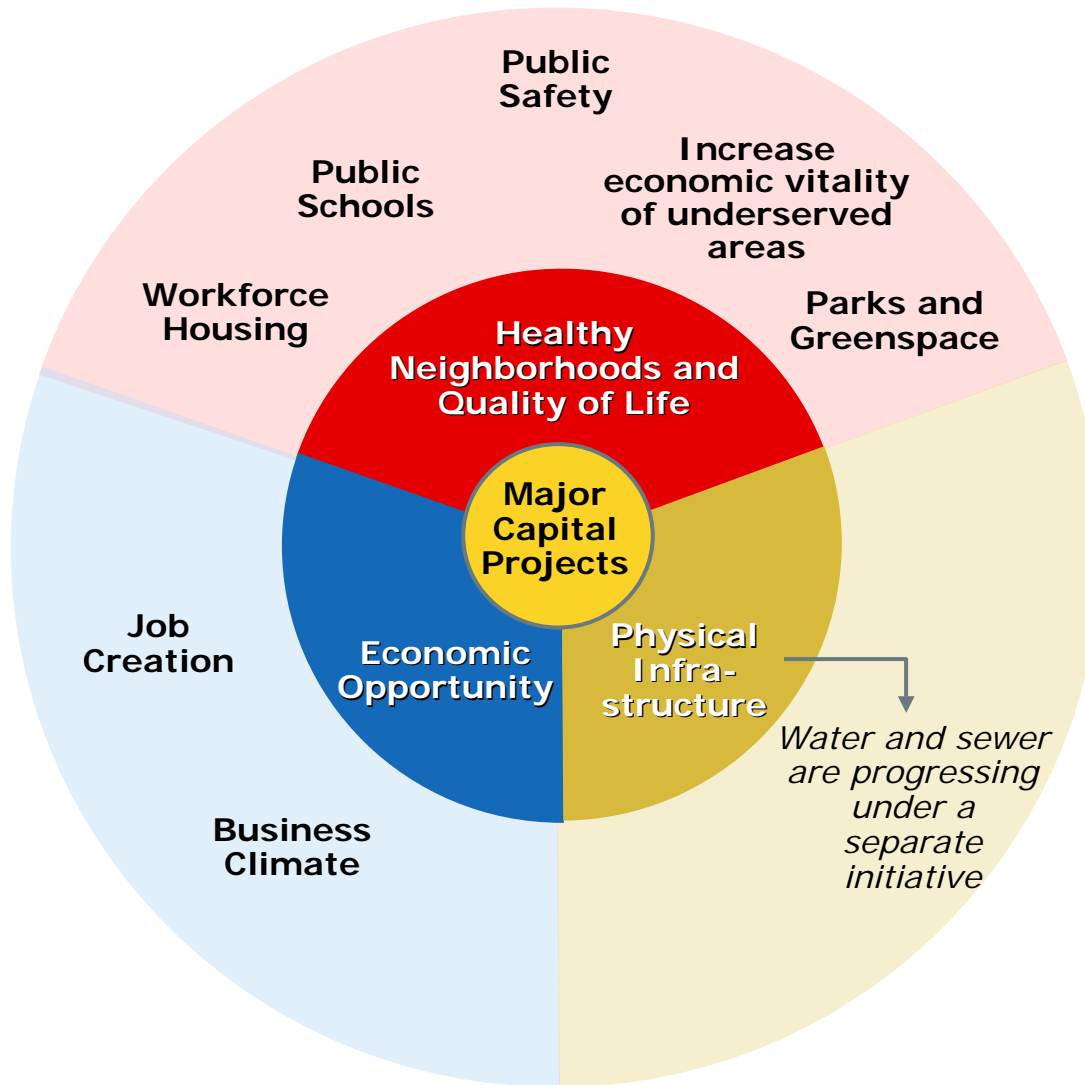 Public
Safety
Increase
economic vitality
of underserved
areas
Public
Schools
Workforce
Housing
Parks and
Greenspace
Healthy
Neighborhoods and
Quality of Life
Major
Capital
Projects
Job
Creation
Economic
Opportunity
Physical
Infra-
structure
Water and sewer
are progressing
under a
separate
initiative
Business
Climate